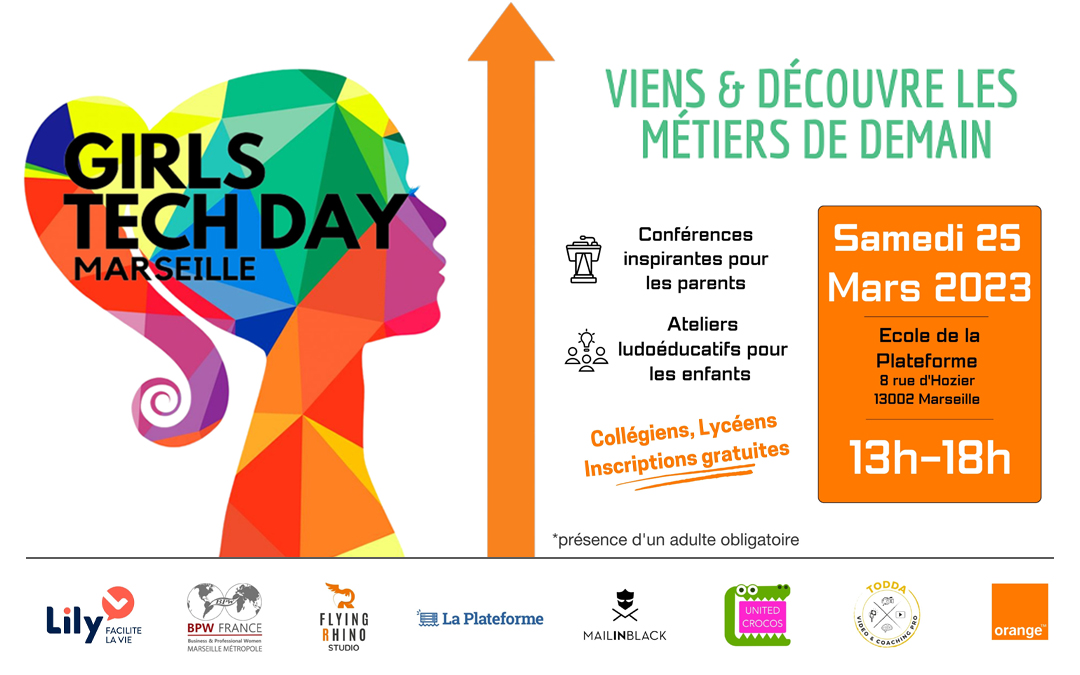 GIRLS
TECH DAY
MARSEILLE
VIENS & DÉCOUVRE LES
MÉTIERS DE DEMAIN
Conférences
inspirantes pour
les parents
Ateliers
ludoéducatifs pour
les enfants
Collégiens, Lycéens
Inscriptions gratuites
Samedi 25
Mars 2023
Ecole de la
Plateforme
8 rue d'Hozier
13002 Marseille
13h-18h
*présence d'un adulte obligatoire
Lily
FACILITE
LA VIE
BPW
BPW FRANCE
Business & Professional Women
MARSEILLE MÉTROPOLE
FLYING
RHINO
STUDIO
La Plateforme
MAILINBLACK
UNITED
CROCOS
TODDA
VIDEO & COACHING PRO
orange™